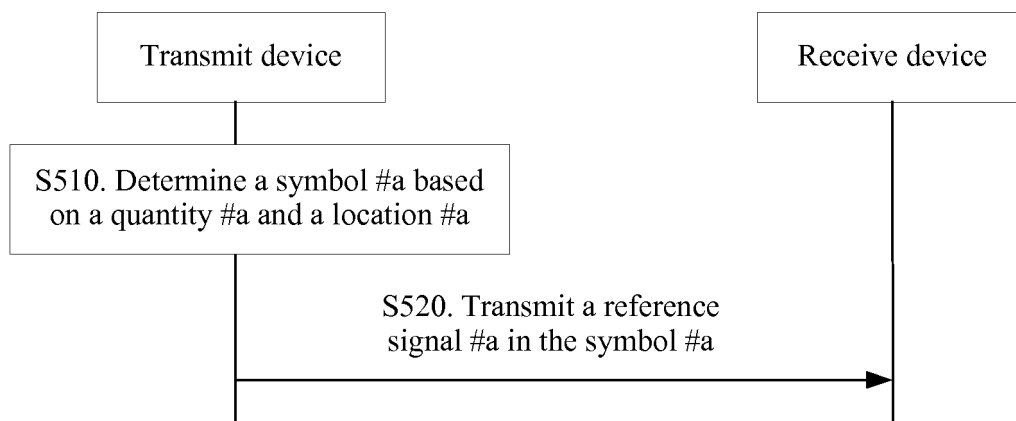 Transmit device
Receive device
S510. Determine a symbol #a based
on a quantity #a and a location #a
S520. Transmit a reference
signal #a in the symbol #a